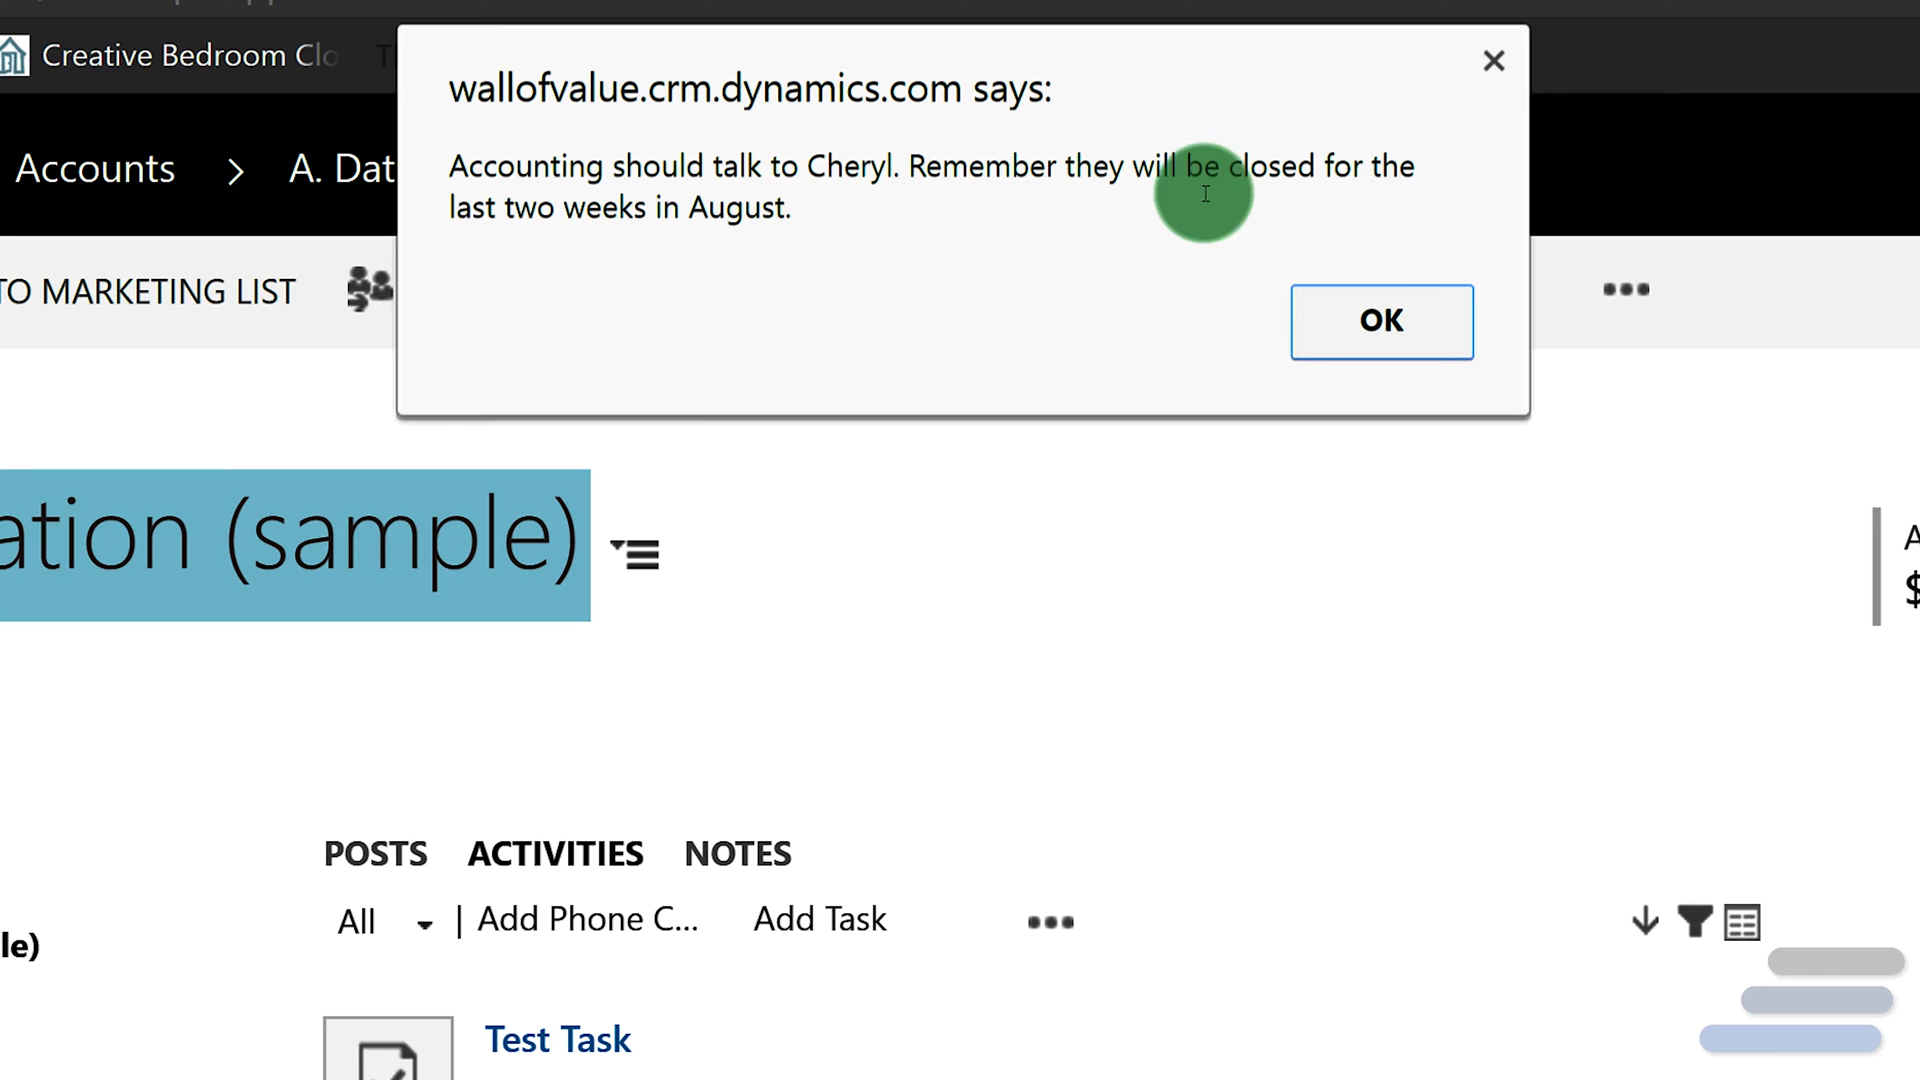 Creative Bedroom Clo
wallofvalue.crm.dynamics.com says:
Accounting should talk to Cheryl. Remember they will be closed for the
last two weeks in August.
OK
Accounts > A. Dat
TO MARKETING LIST
ation (sample)
A
$
POSTS ACTIVITIES NOTES
All | Add Phone C... Add Task
le)
Test Task